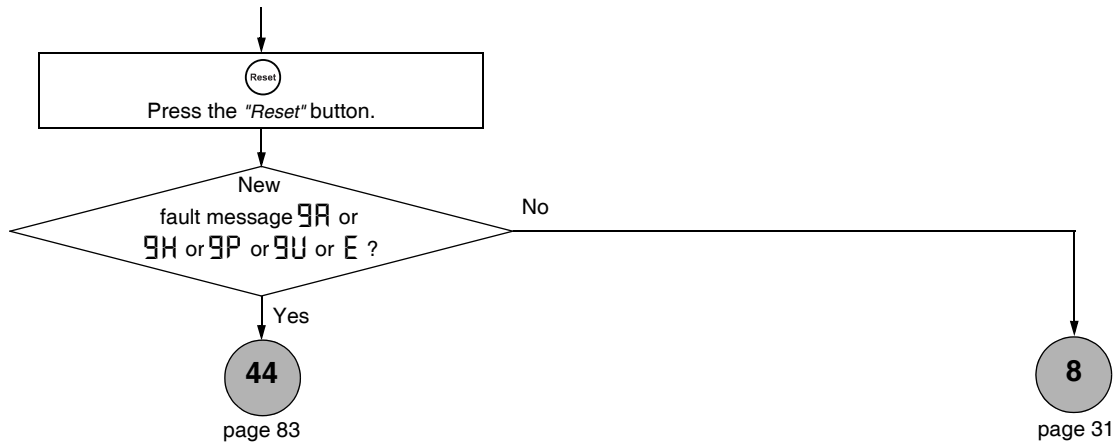 Reset
Press the "Reset" button.
New
fault message 9A or
9H or 9P or 9U or E ?
No
Yes
44
page 83
8
page 31